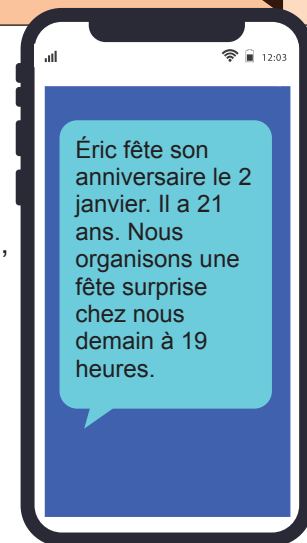 12:03
Éric fête son
anniversaire le 2
janvier. Il a 21
ans. Nous
organisons une
fête surprise
chez nous
demain à 19
heures.
,